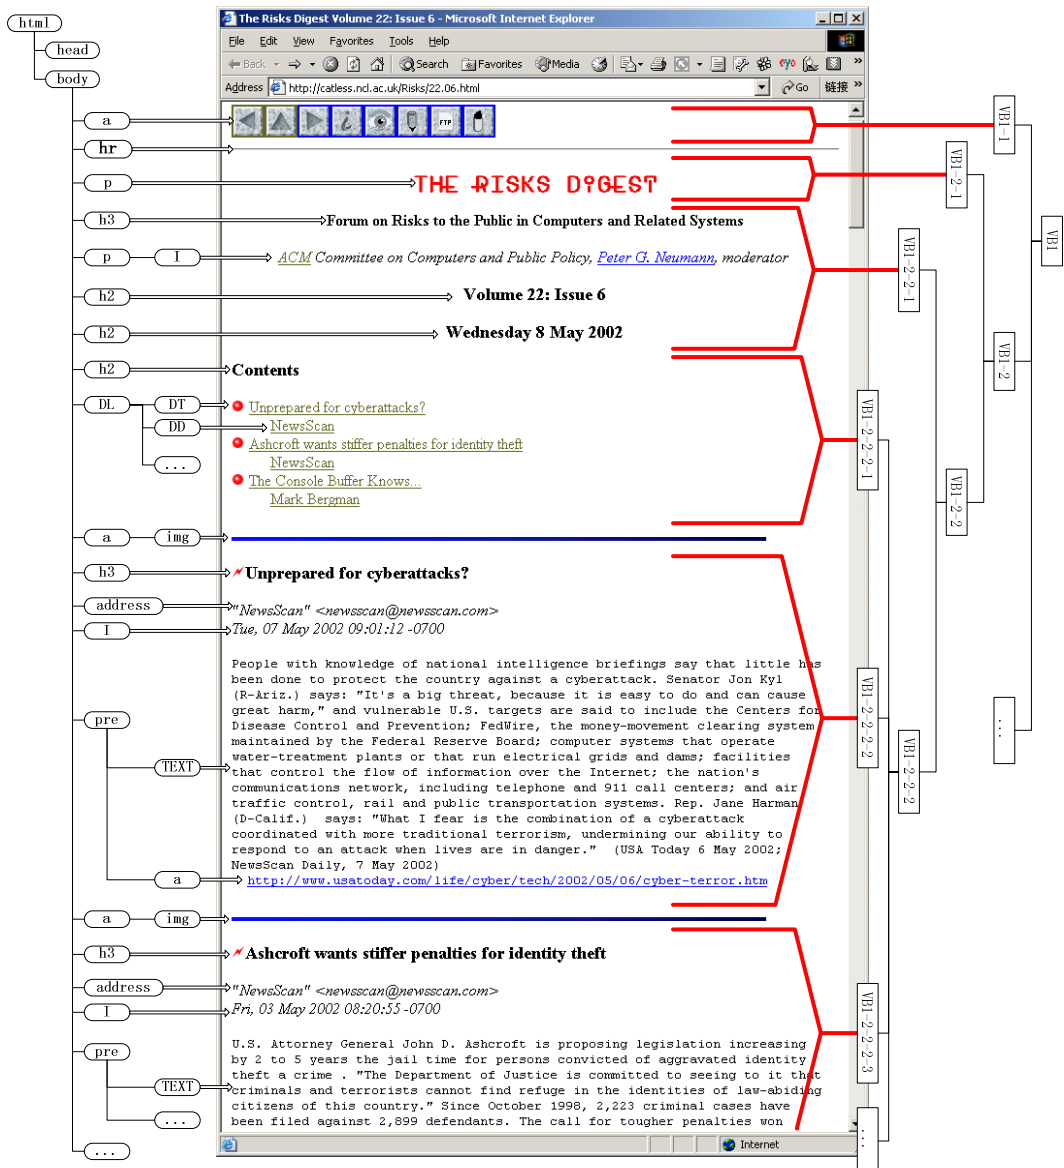 html
head
body
a
hr
p
h3
p I
h2
h2
h2
DL DT
DD
...
a img
h3
address
I
pre
TEXT
a
a img
h3
address
I
pre
TEXT
...
...
The Risks Digest Volume 22: Issue 6 - Microsoft Internet Explorer
File Edit View Favorites Tools Help
Back Search Favorites Media
Address http://catless.ncl.ac.uk/Risks/22.06.html Go 链接 »
FTP
THE RISKS DIGEST
Forum on Risks to the Public in Computers and Related Systems
ACM Committee on Computers and Public Policy, Peter G. Neumann, moderator
Volume 22: Issue 6
Wednesday 8 May 2002
Contents
Unprepared for cyberattacks?
NewsScan
Ashcroft wants stiffer penalties for identity theft
NewsScan
The Console Buffer Knows...
Mark Bergman
Unprepared for cyberattacks?
"NewsScan" <newsscan@newsscan.com>
Tue, 07 May 2002 09:01:12 -0700
People with knowledge of national intelligence briefings say that little has
been done to protect the country against a cyberattack. Senator Jon Kyl
(R-Ariz.) says: "It's a big threat, because it is easy to do and can cause
great harm," and vulnerable U.S. targets are said to include the Centers for
Disease Control and Prevention; FedWire, the money-movement clearing system
maintained by the Federal Reserve Board; computer systems that operate
water-treatment plants or that run electrical grids and dams; facilities
that control the flow of information over the Internet; the nation's
communications network, including telephone and 911 call centers; and air
traffic control, rail and public transportation systems. Rep. Jane Harman
(D-Calif.) says: "What I fear is the combination of a cyberattack
coordinated with more traditional terrorism, undermining our ability to
respond to an attack when lives are in danger." (USA Today 6 May 2002;
NewsScan Daily, 7 May 2002)
http://www.usatoday.com/life/cyber/tech/2002/05/06/cyber-terror.htm
Ashcroft wants stiffer penalties for identity theft
"NewsScan" <newsscan@newsscan.com>
Fri, 03 May 2002 08:20:55 -0700
U.S. Attorney General John D. Ashcroft is proposing legislation increasing
by 2 to 5 years the jail time for persons convicted of aggravated identity
theft a crime . "The Department of Justice is committed to seeing to it that
criminals and terrorists cannot find refuge in the identities of law-abiding
citizens of this country." Since October 1998, 2,223 criminal cases have
been filed against 2,899 defendants. The call for tougher penalties won
Internet
VB1-1
VB1-2-1
VB1
VB1-2-2-1
VB1-2
VB1-2-2-2-1
VB1-2-2
VB1-2-2-2-2
...
VB1-2-2-2
VB1-2-2-2-3
...